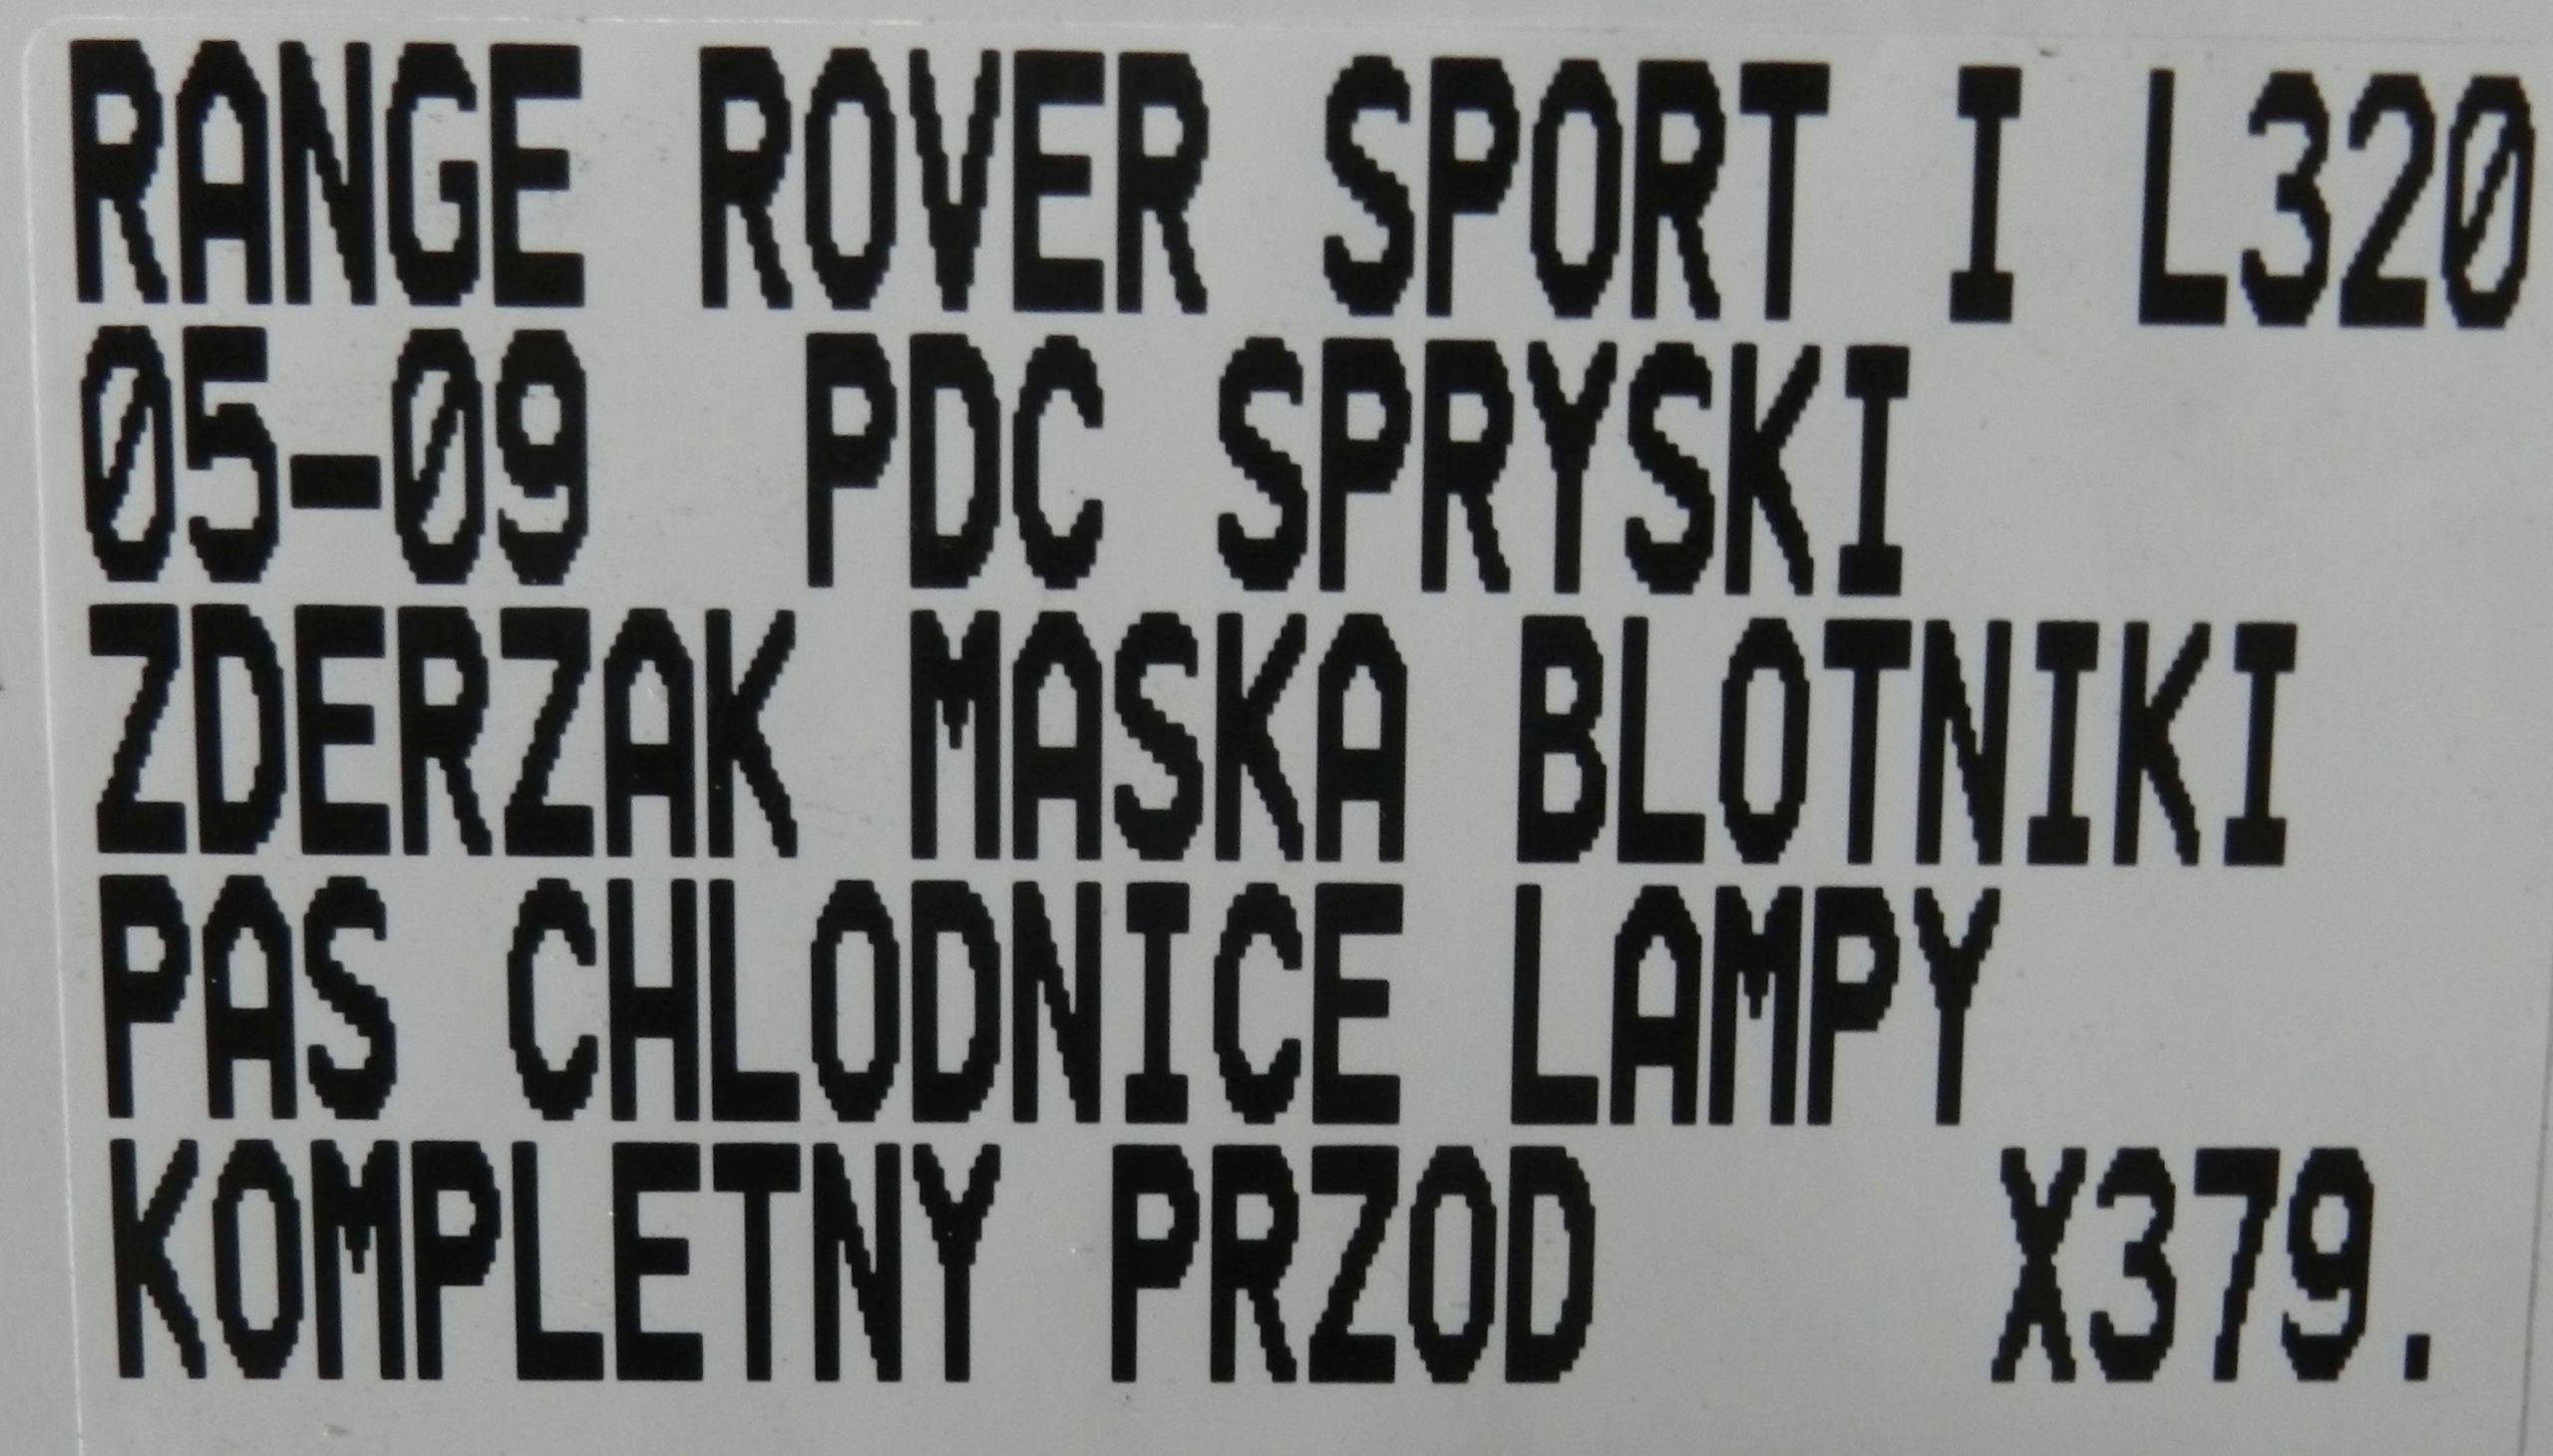 RANGE ROVER SPORT I L320
05-09 PDC SPRYSKI
ZDERZAK MASKA BLOTNIKI
PAS CHLODNICE LAMPY
KOMPLETNY PRZOD X379.